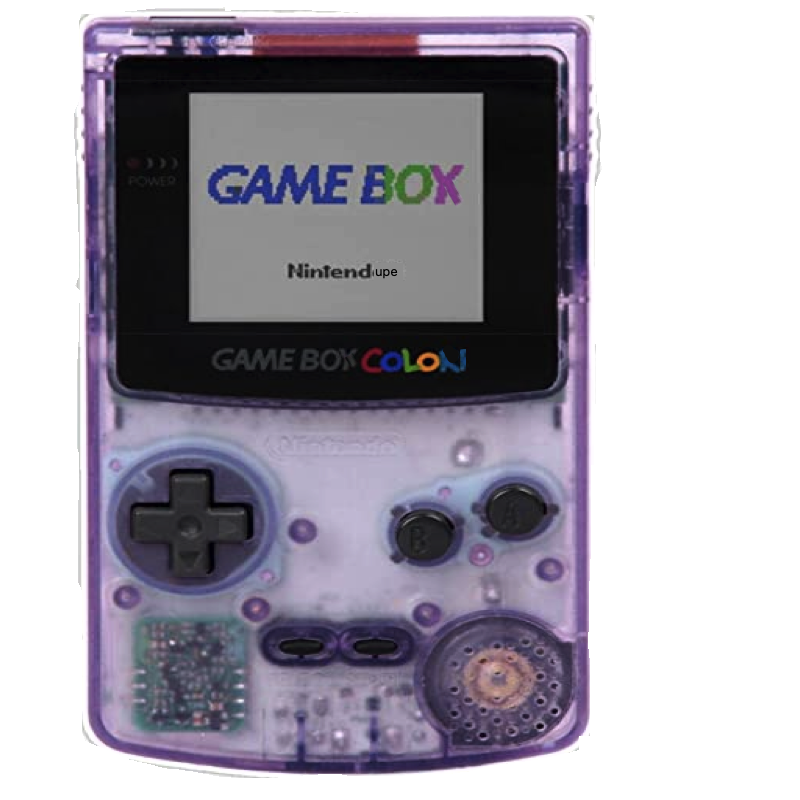 POWER
GAME BOX
Nintendupe
GAME BOX COLON
Nintendo
B
A